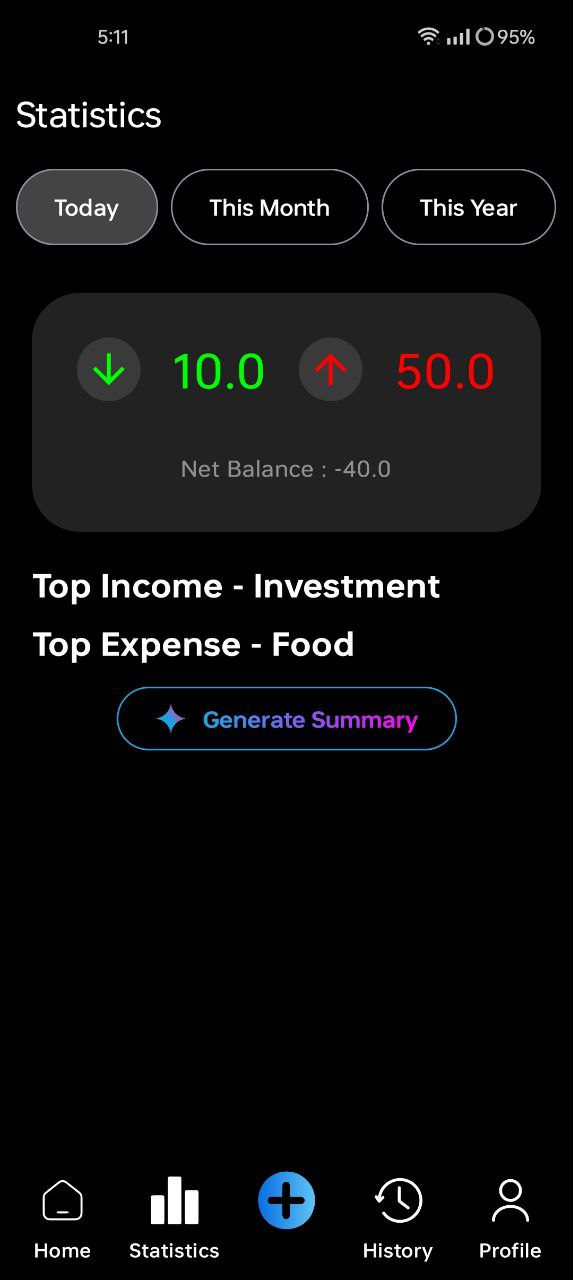 5:11 95%
Statistics
Today This Month This Year
10.0 50.0
Net Balance : -40.0
Top Income - Investment
Top Expense - Food
Generate Summary
Home Statistics History Profile